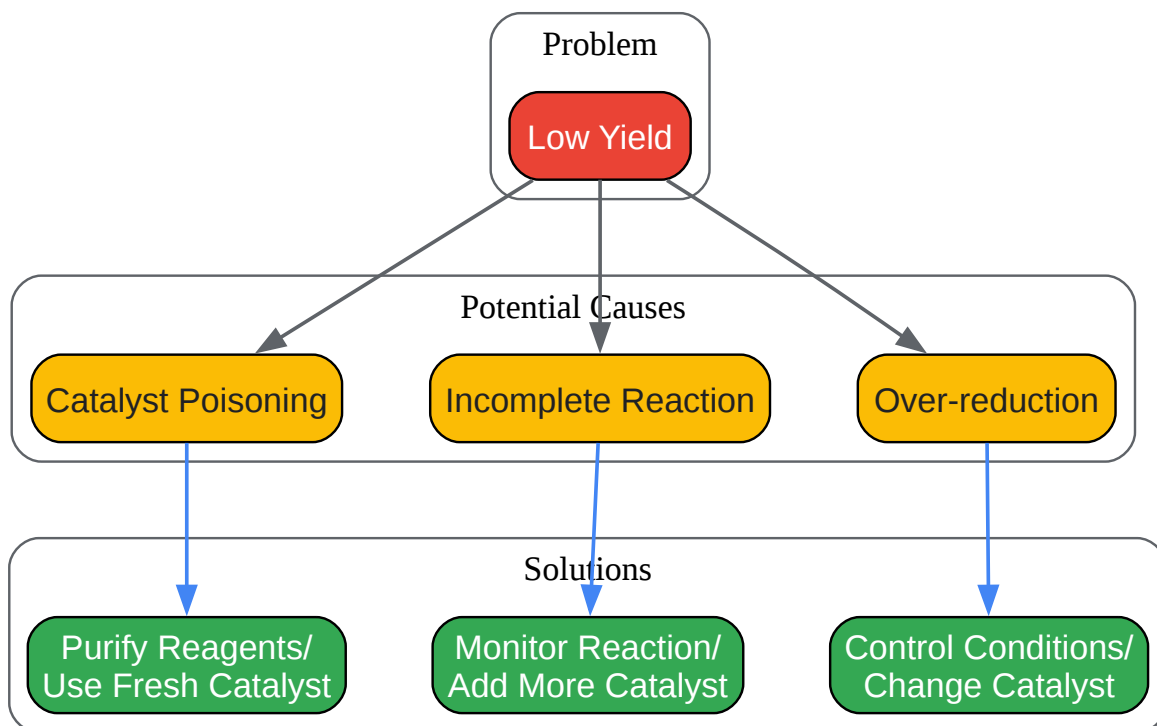 Problem
Low Yield
Potential Causes
Catalyst Poisoning
Incomplete Reaction
Over-reduction
Solutions
Purify Reagents/
Use Fresh Catalyst
Monitor Reaction/
Add More Catalyst
Control Conditions/
Change Catalyst